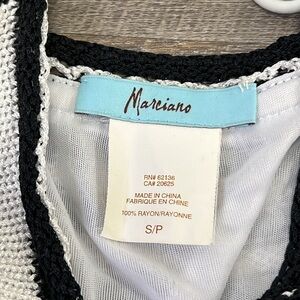 Marciano
RN# 62136
CA# 20625
MADE IN CHINA
FABRIQUE EN CHINE
100% RAYON/RAYONNE
S/P